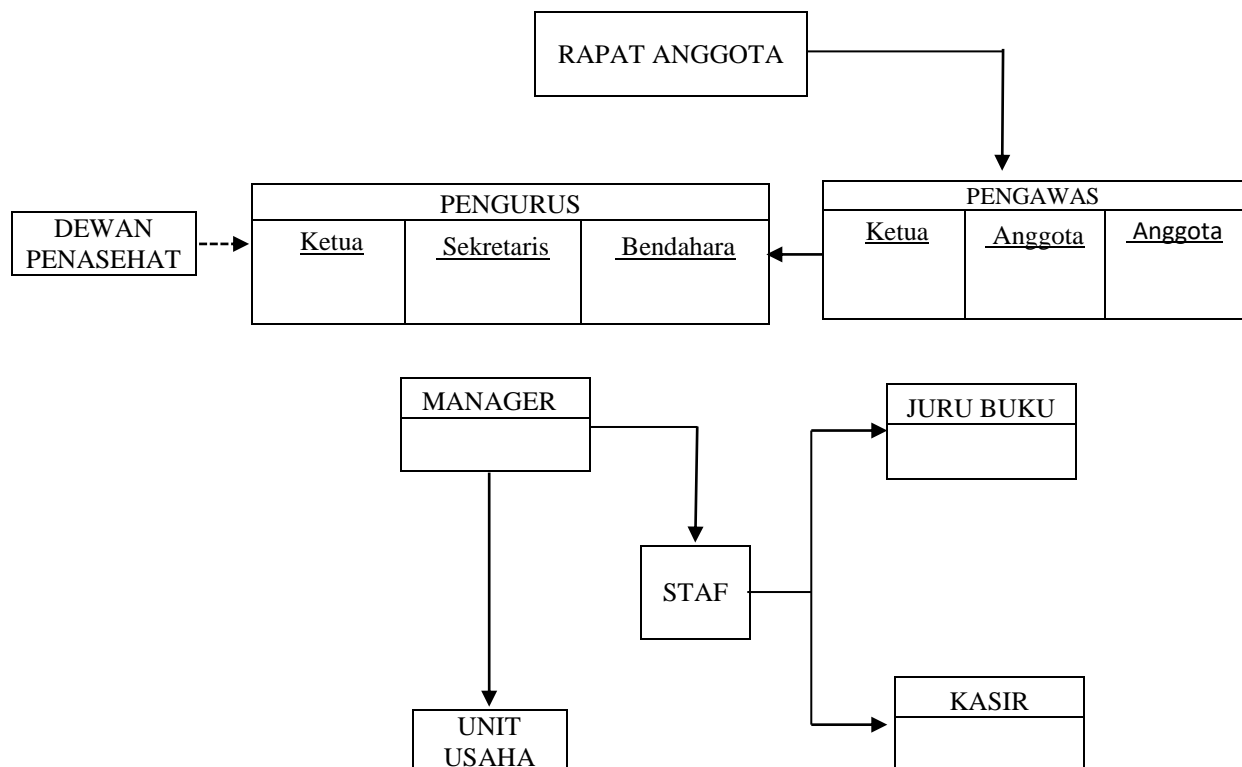 RAPAT ANGGOTA
DEWAN
PENASEHAT
PENGURUS
Ketua
Sekretaris
Bendahara
PENGAWAS
Ketua
Anggota
Anggota
MANAGER
JURU BUKU
STAF
UNIT
USAHA
KASIR